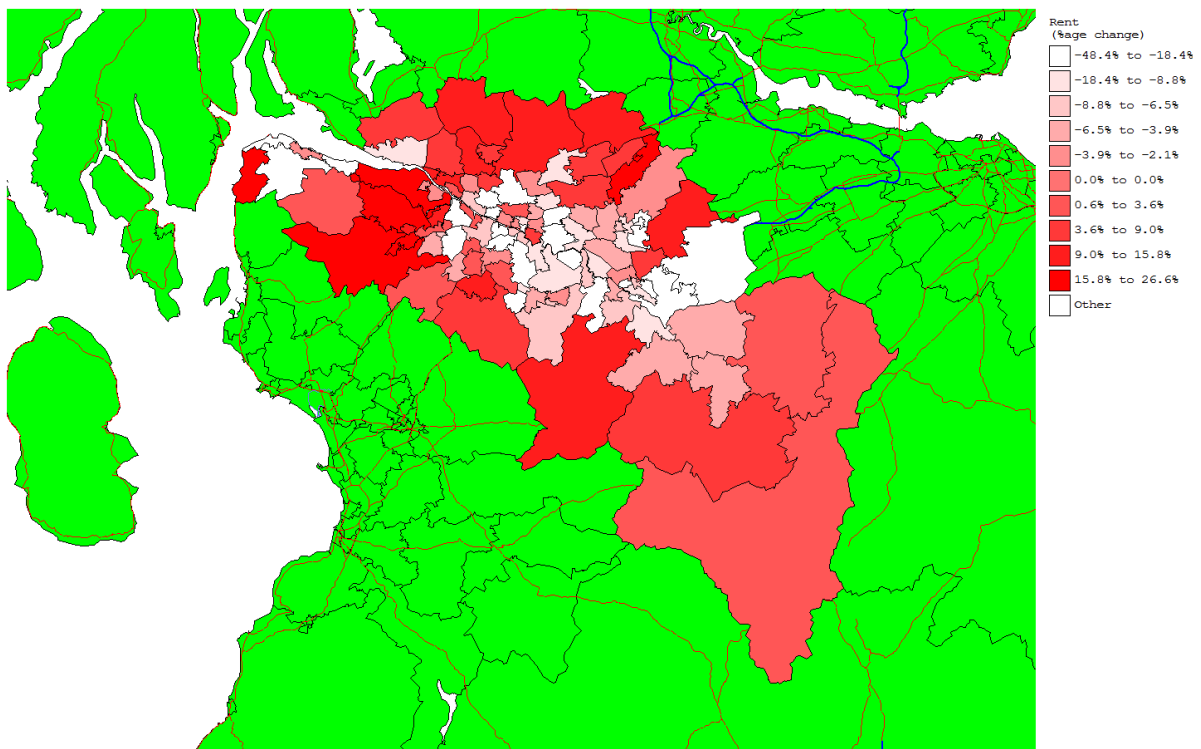 Rent
(%age change)
-48.4% to -18.4%
-18.4% to -8.8%
-8.8% to -6.5%
-6.5% to -3.9%
-3.9% to -2.1%
0.0% to 0.0%
0.6% to 3.6%
3.6% to 9.0%
9.0% to 15.8%
15.8% to 26.6%
Other